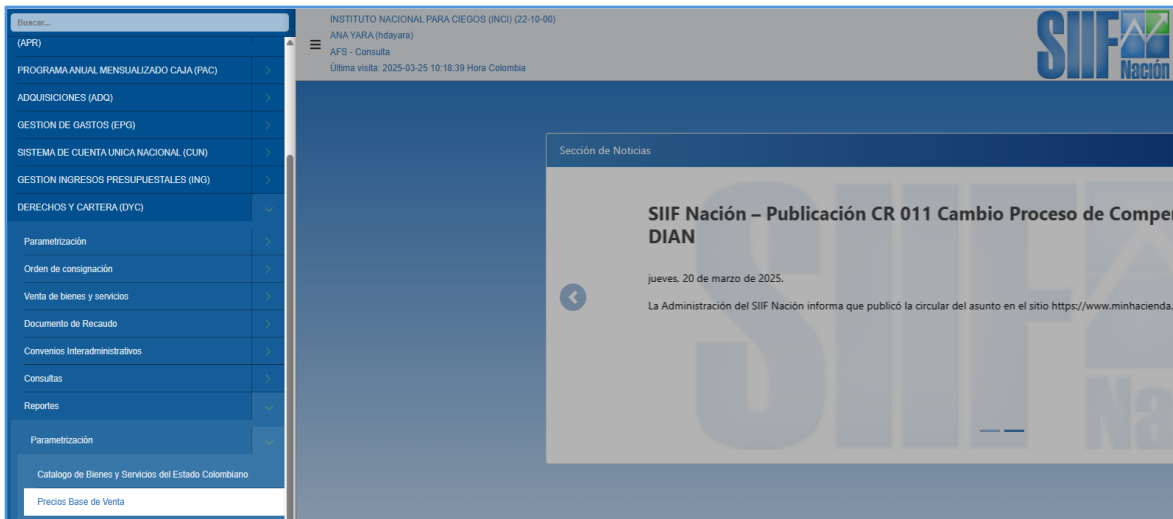 Buscar...
(APR)
PROGRAMA ANUAL MENSUALIZADO CAJA (PAC)
ADQUISICIONES (ADQ)
GESTION DE GASTOS (EPG)
SISTEMA DE CUENTA UNICA NACIONAL (CUN)
GESTION INGRESOS PRESUPUESTALES (ING)
DERECHOS Y CARTERA (DYC)
Parametrización
Orden de consignación
Venta de bienes y servicios
Documento de Recaudo
Convenios Interadministrativos
Consultas
Reportes
Parametrización
Catalogo de Bienes y Servicios del Estado Colombiano
Precios Base de Venta
INSTITUTO NACIONAL PARA CIEGOS (INCI) (22-10-00)
ANA YARA (hdayara)
AFS - Consulta
Última visita: 2025-03-25 10:18:39 Hora Colombia
SIIF
Nación
Sección de Noticias
SIIF Nación – Publicación CR 011 Cambio Proceso de Compe
DIAN
jueves, 20 de marzo de 2025.
La Administración del SIIF Nación informa que publicó la circular del asunto en el sitio https://www.minhacienda.